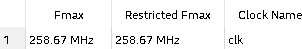 Fmax Restricted Fmax Clock Name
1 258.67 MHz 258.67 MHz clk